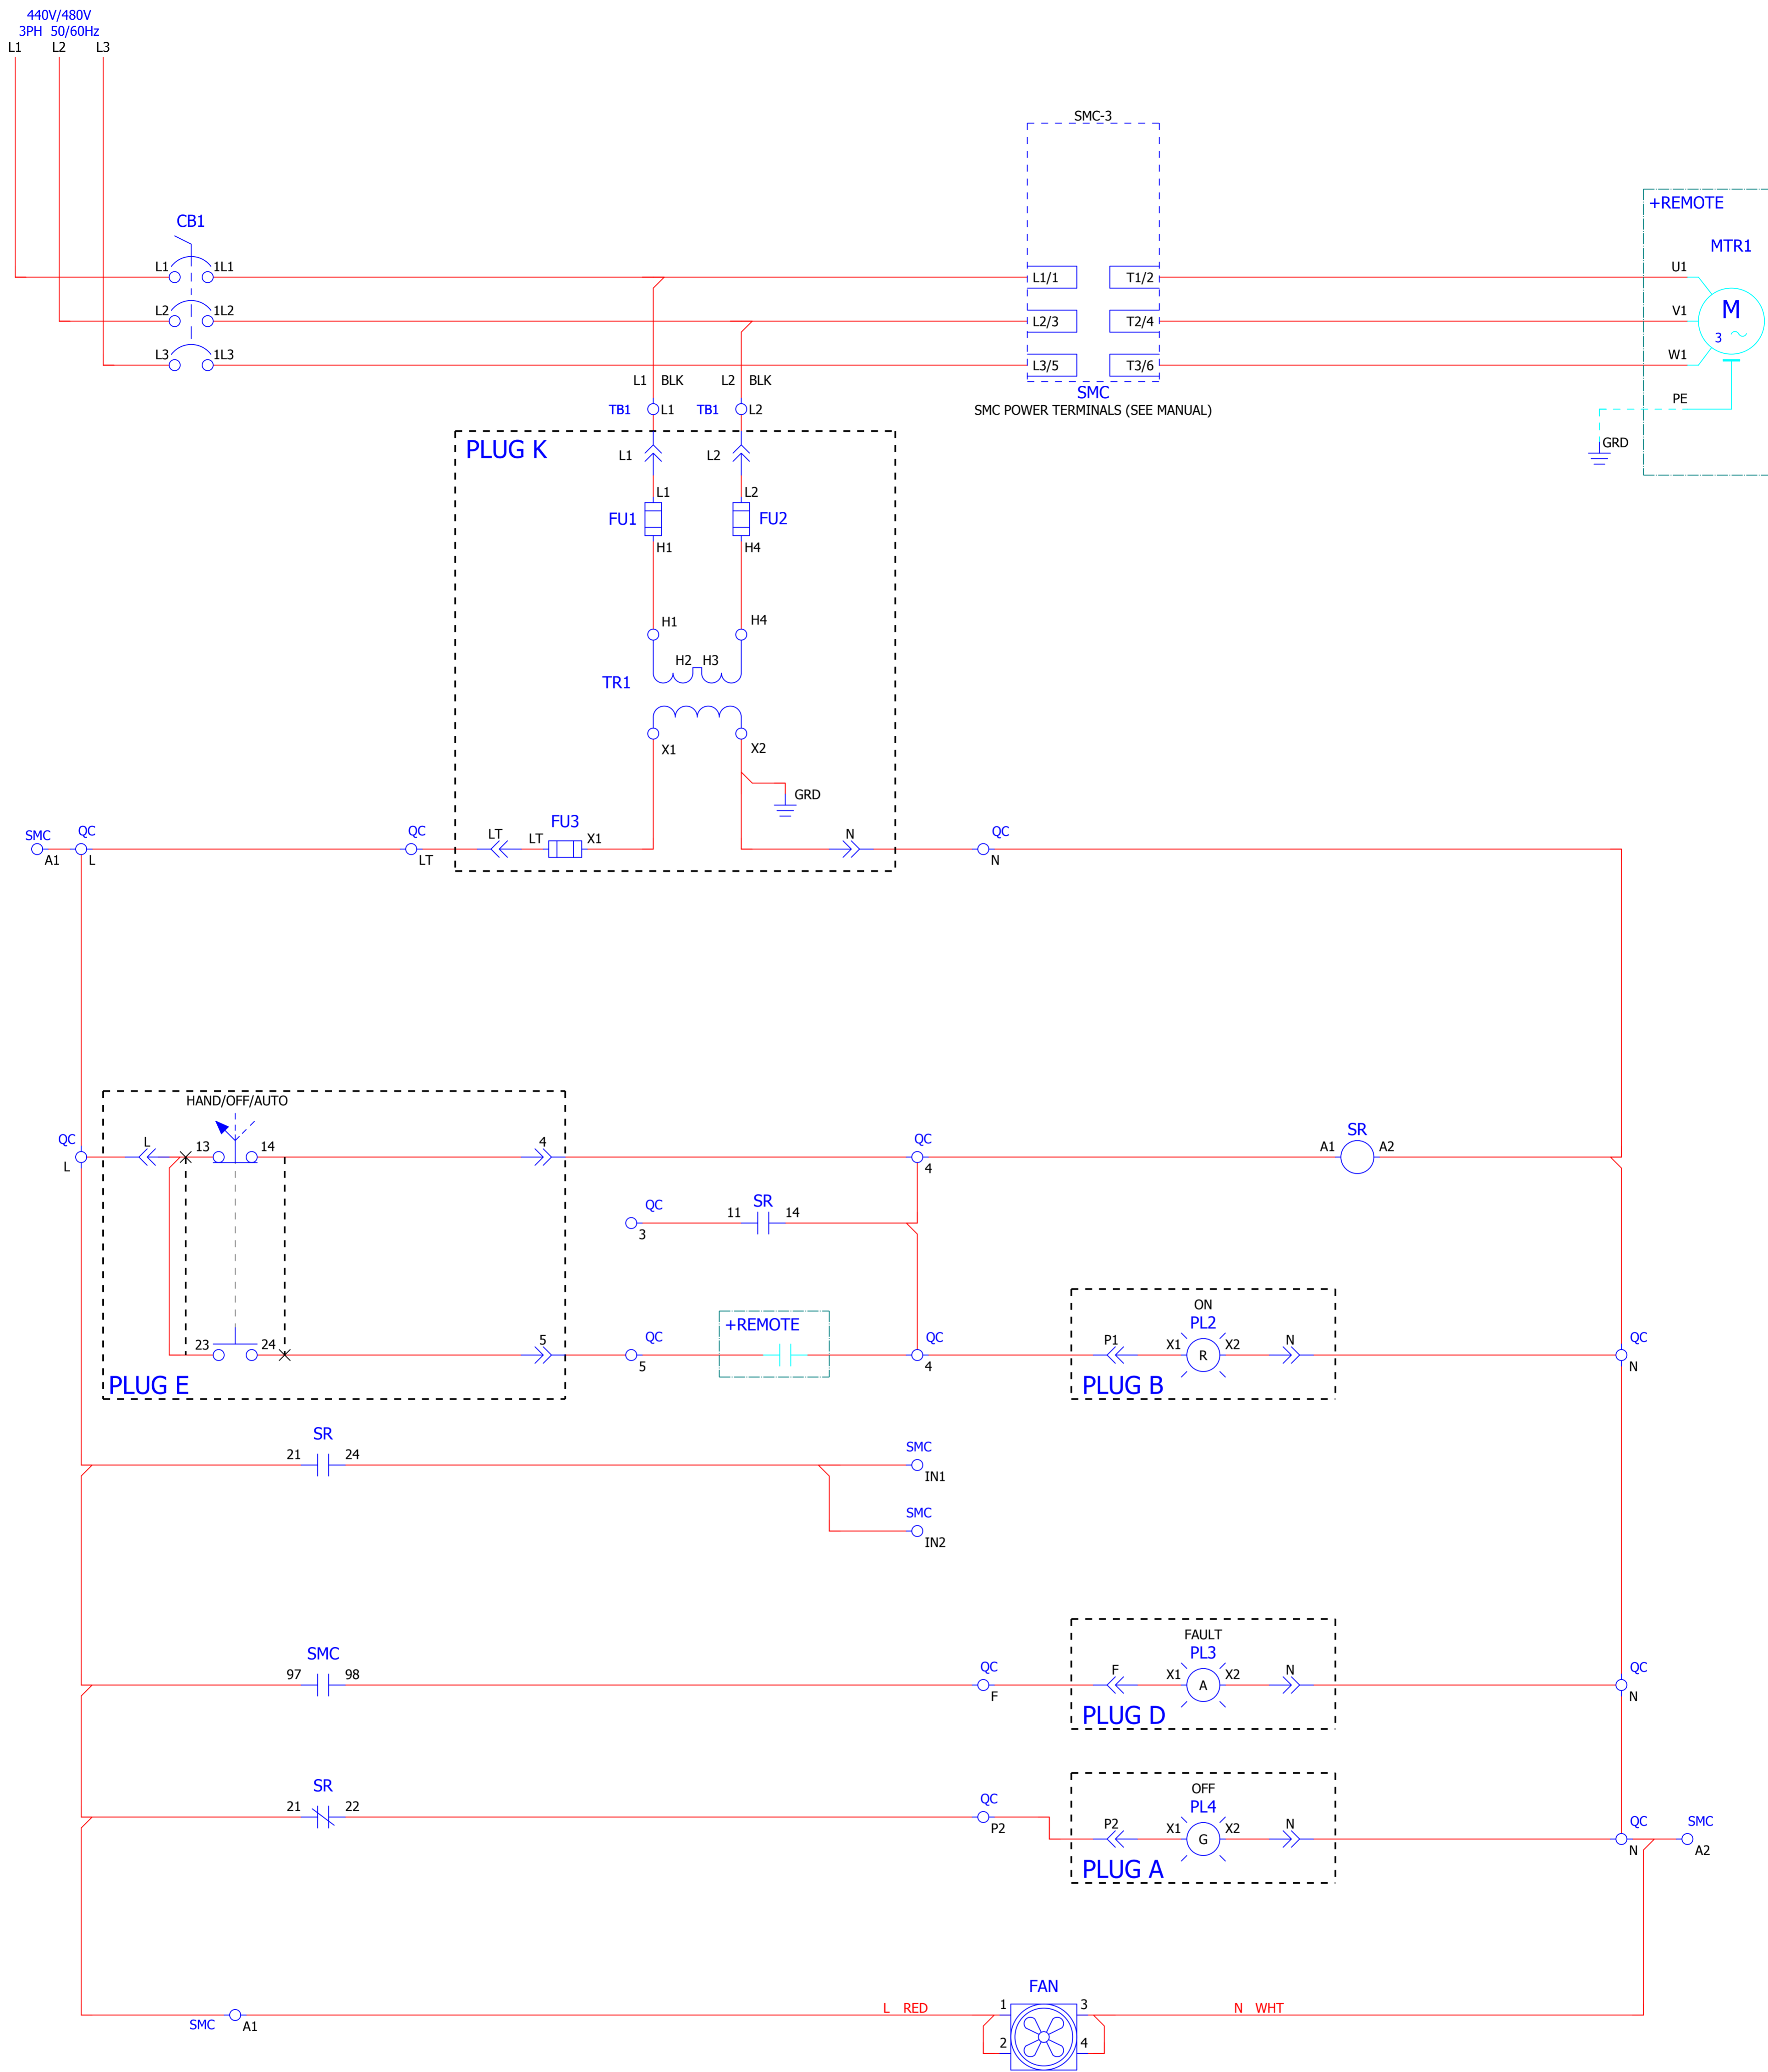 440V/480V
3PH 50/60Hz
L1 L2 L3
SMC-3
+REMOTE
CB1
MTR1
L1 1L1 L1/1 T1/2 U1
L2 1L2 L2/3 T2/4 V1
M
3
L3 1L3 L3/5 T3/6 W1
L1 BLK L2 BLK
SMC
PE
TB1 L1 TB1 L2
SMC POWER TERMINALS (SEE MANUAL)
GRD
PLUG K
L1 L2
L1 L2
FU1 FU2
H1 H4
H1 H4
H2 H3
TR1
X1 X2
GRD
SMC QC QC LT LT FU3 X1 N QC
A1 L LT N
HAND/OFF/AUTO
QC L 13 14 4 QC A1 SR A2
L 4
QC 11 SR 14
3
+REMOTE
ON
PL2
23 24 5 QC QC P1 X1 R X2 N QC
5 4 N
PLUG E
PLUG B
SR
21 24 SMC
IN1
SMC
IN2
FAULT
PL3
SMC
97 98 QC F X1 A X2 N QC
F N
PLUG D
OFF
PL4
SR
21 22 QC P2 X1 G X2 N QC SMC
P2 N A2
PLUG A
FAN
L RED 1 3 N WHT
SMC A1
2 4